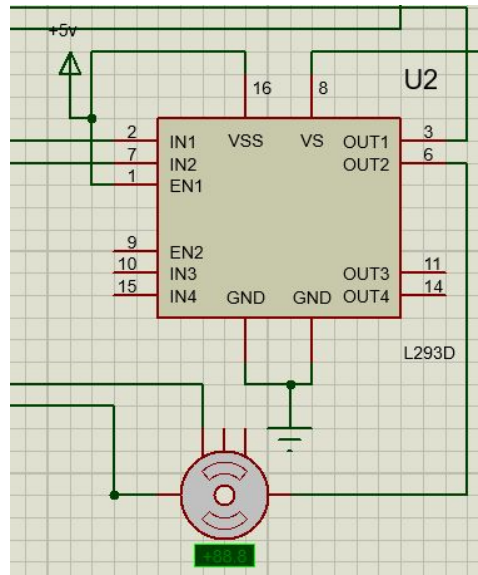 +5v
U2
16
8
2
IN1
VSS
VS
OUT1
3
7
IN2
OUT2
6
1
EN1
9
EN2
10
IN3
OUT3
11
15
IN4
GND
GND
OUT4
14
L293D
+88.8